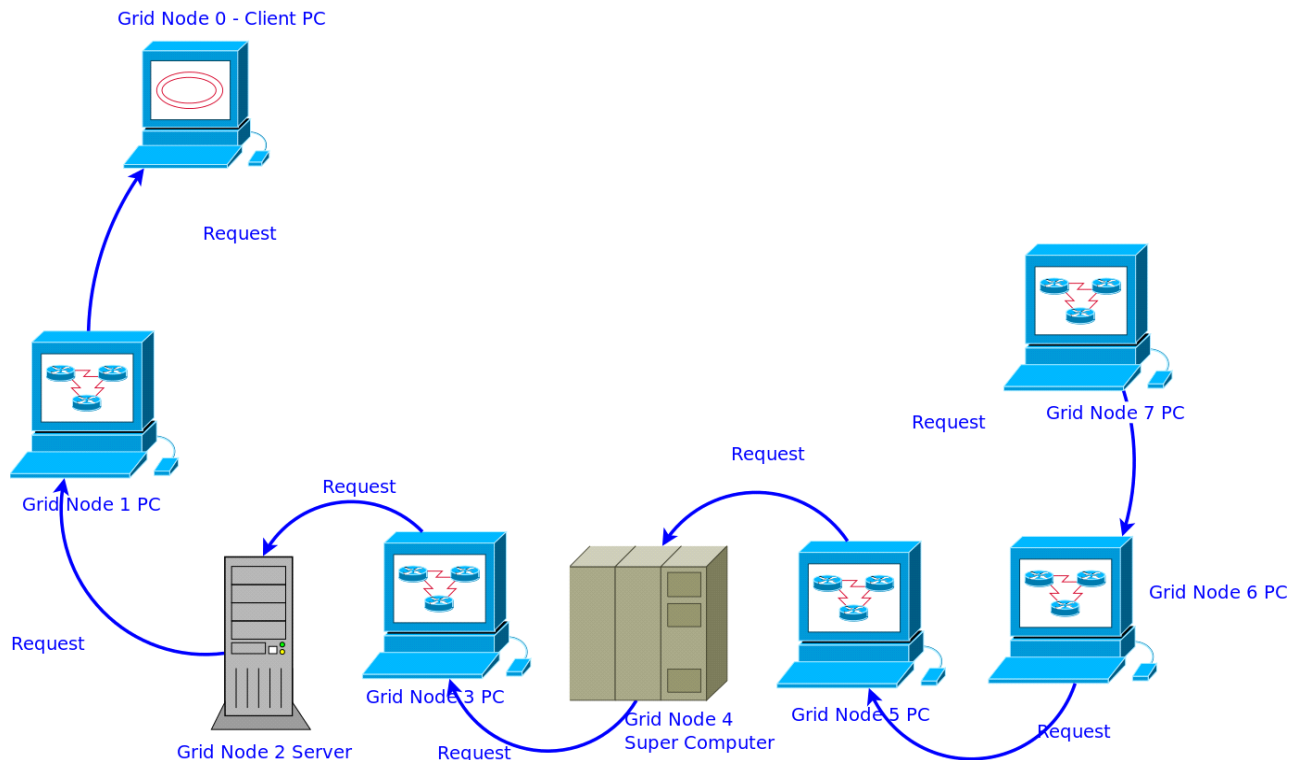 Grid Node 0 - Client PC
Request
Grid Node 7 PC
Request
Request
Request
Grid Node 1 PC
Grid Node 6 PC
Request
Grid Node 3 PC
Grid Node 4
Super Computer
Grid Node 5 PC
Request
Grid Node 2 Server
Request